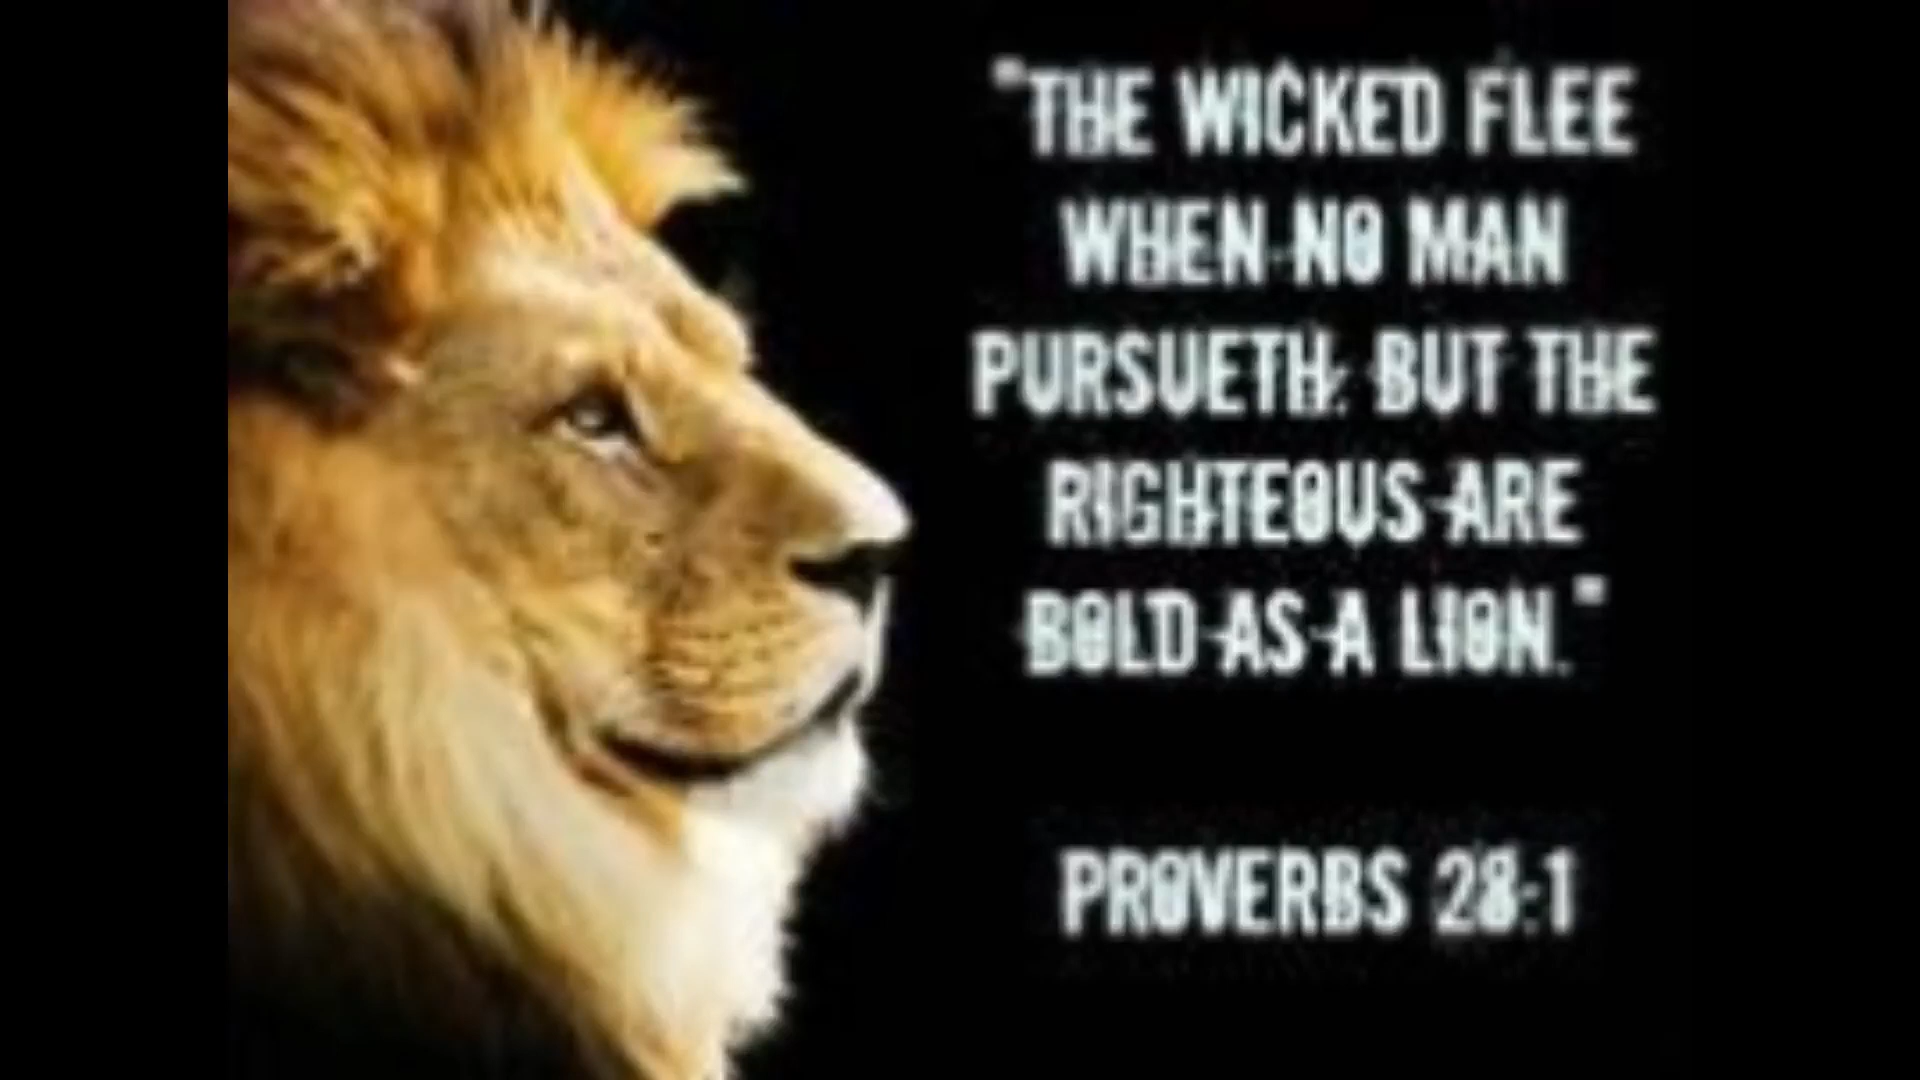 "THE WICKED FLEE
WHEN NO MAN
PURSUETH: BUT THE
RIGHTEOUS ARE
BOLD AS A LION."
PROVERBS 28:1